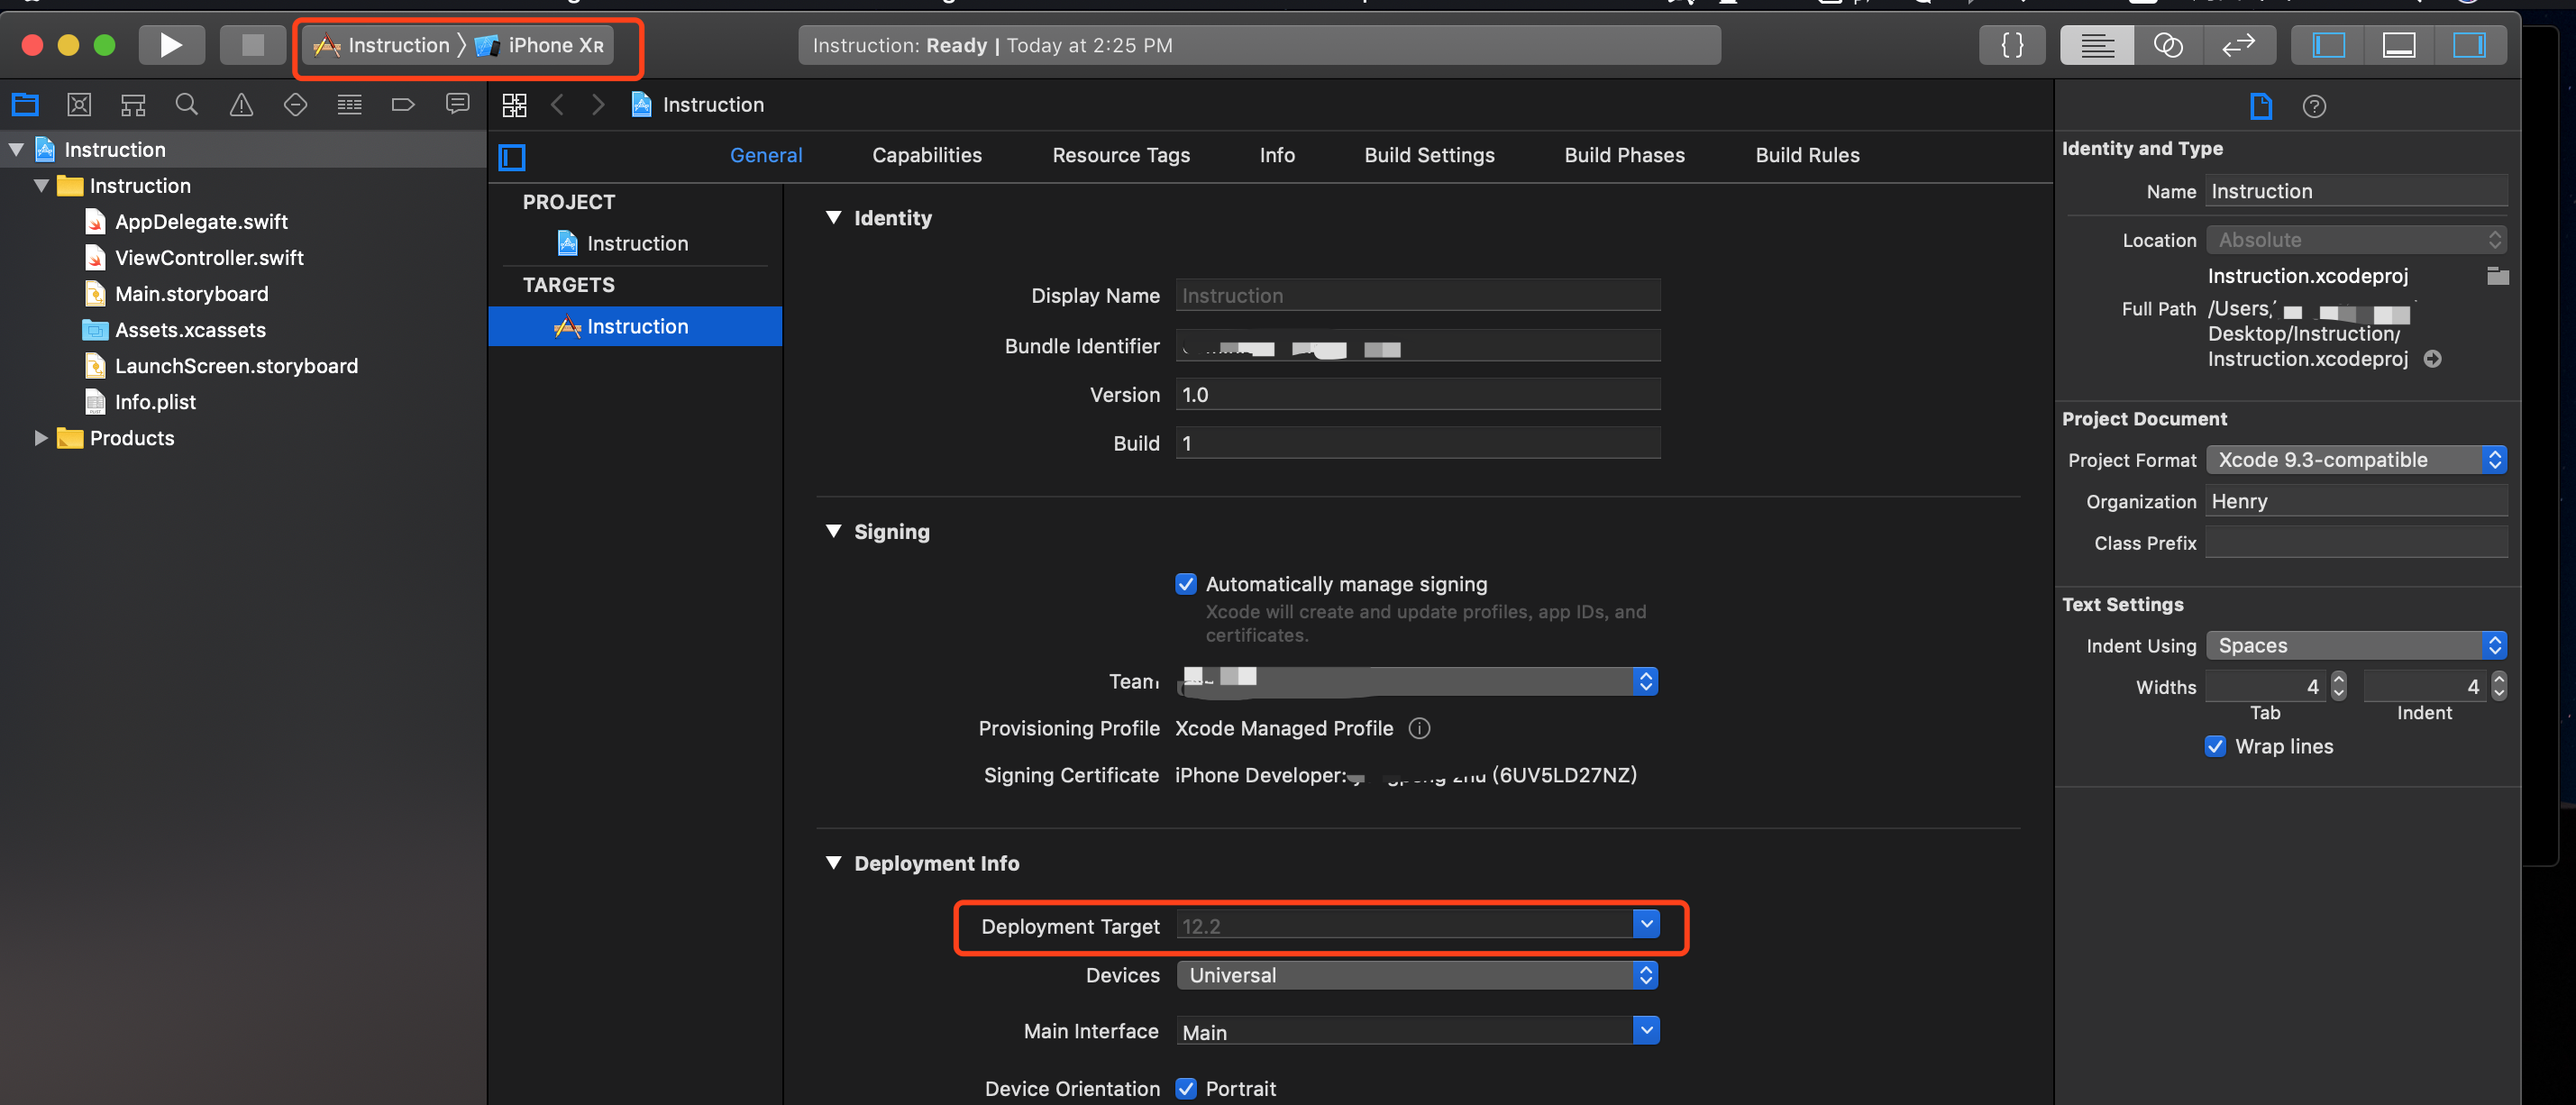 Instruction 〉 iPhone XR
Instruction: Ready | Today at 2:25 PM
{ }
Instruction
Instruction
AppDelegate.swift
ViewController.swift
Main.storyboard
Assets.xcassets
LaunchScreen.storyboard
Info.plist
Products
Instruction
General Capabilities Resource Tags Info Build Settings Build Phases Build Rules
PROJECT
Instruction
TARGETS
Instruction
Identity
Display Name Instruction
Bundle Identifier
Version 1.0
Build 1
Signing
Automatically manage signing
Xcode will create and update profiles, app IDs, and
certificates.
Team
Provisioning Profile Xcode Managed Profile
Signing Certificate iPhone Developer: zhu (6UV5LD27NZ)
Deployment Info
Deployment Target 12.2
Devices Universal
Main Interface Main
Device Orientation Portrait
Identity and Type
Name Instruction
Location Absolute
Instruction.xcodeproj
Full Path /Users/
Desktop/Instruction/
Instruction.xcodeproj
Project Document
Project Format Xcode 9.3-compatible
Organization Henry
Class Prefix
Text Settings
Indent Using Spaces
Widths 4 4
Tab Indent
Wrap lines